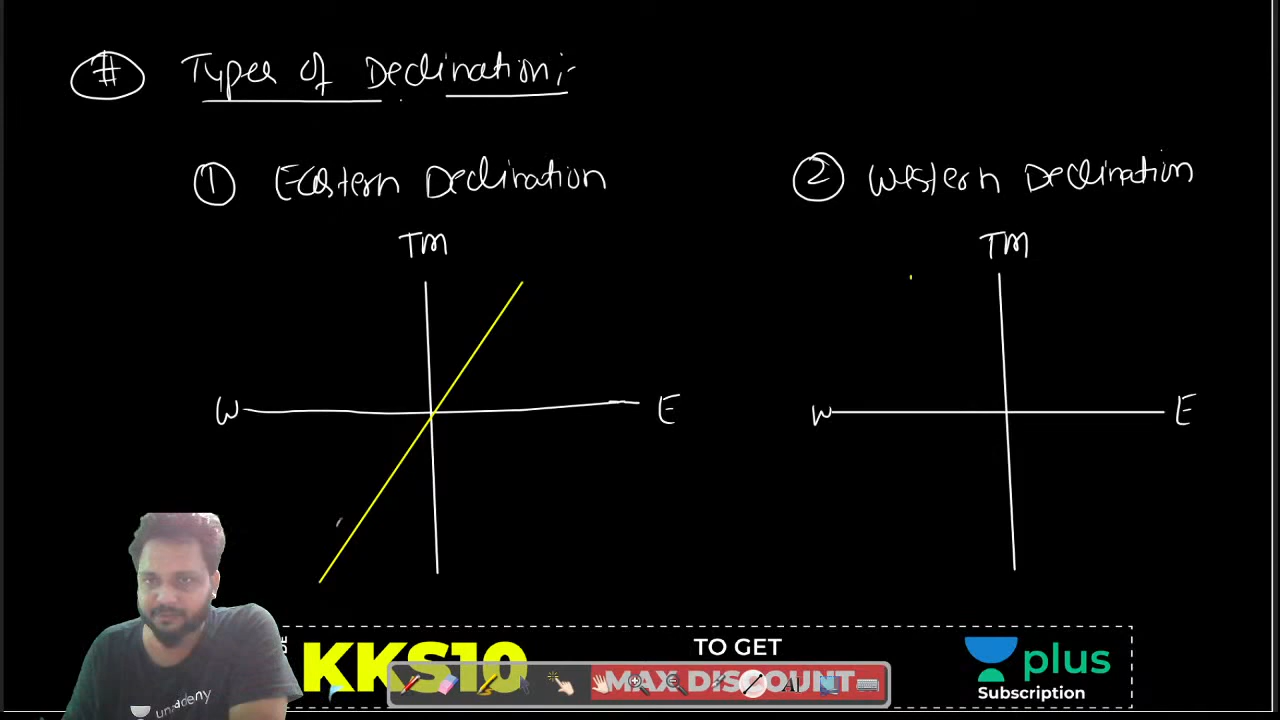 # Types of Declination:-
① Eastern Declination
② Western Declination
TM
TM
W
E
W
E
KKS10
TO GET
MAX DISCOUNT
plus
Subscription